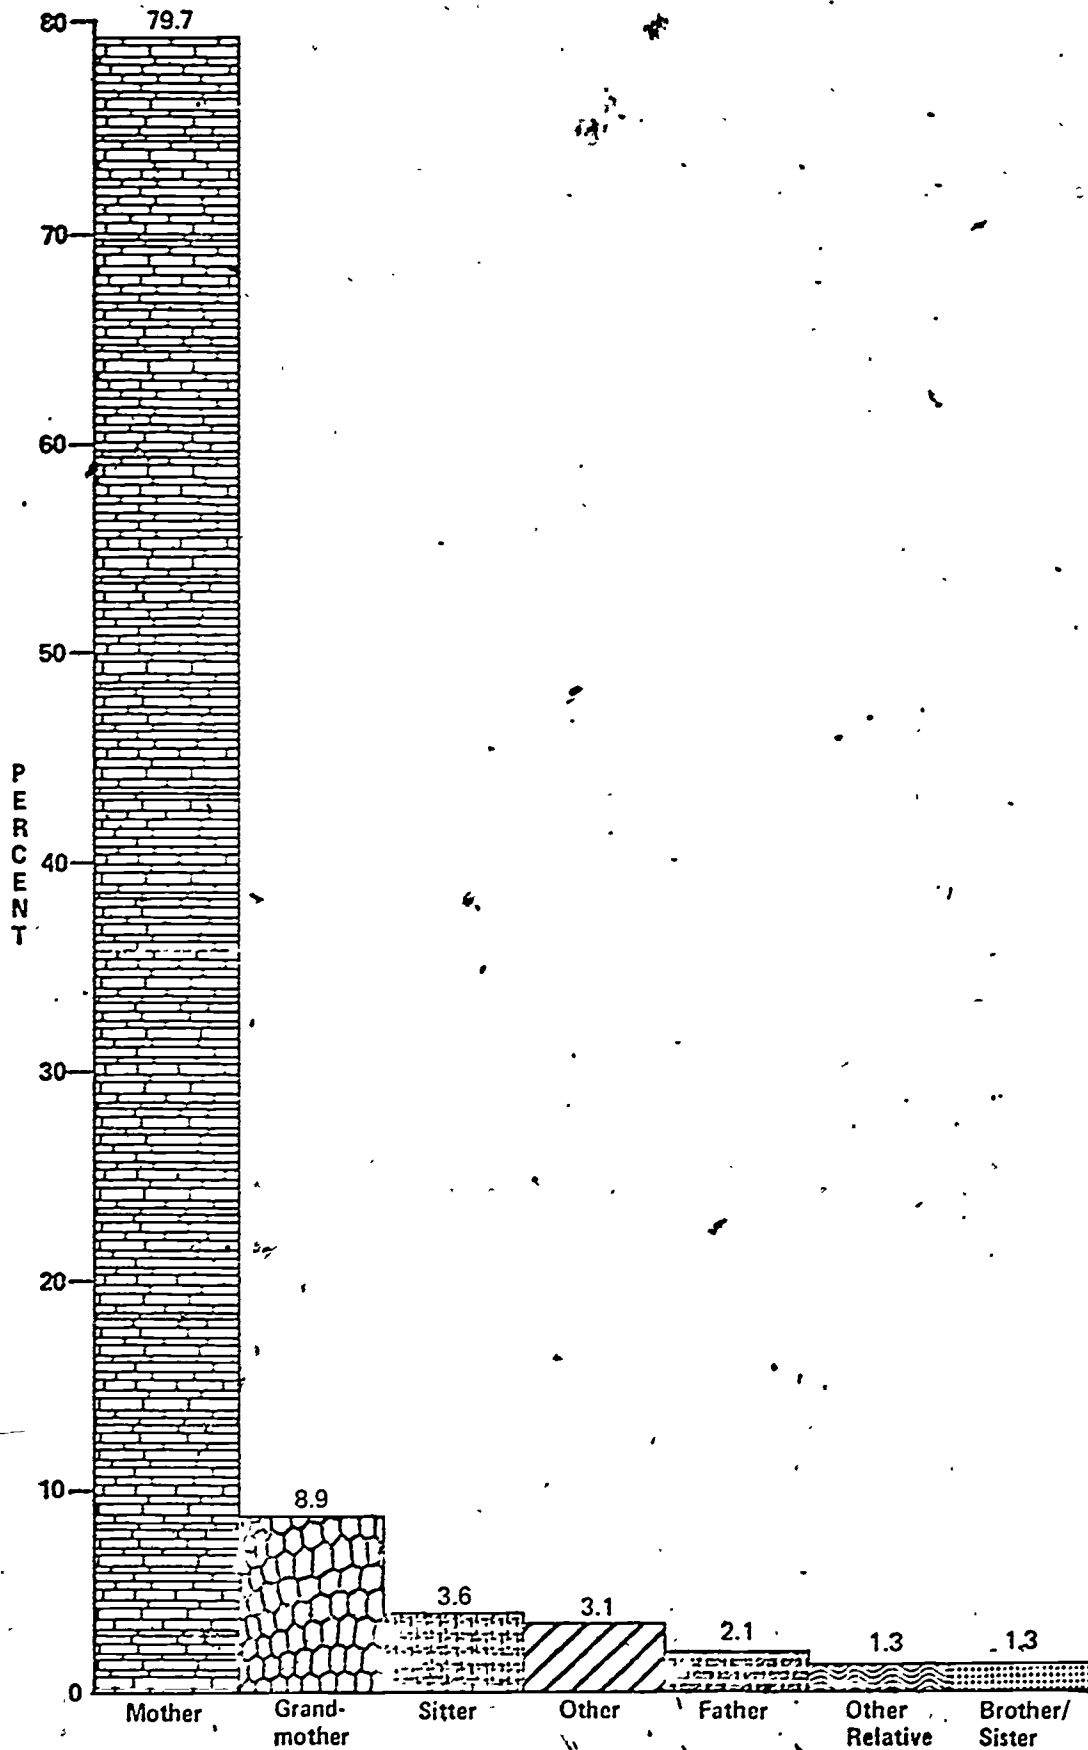 80
79.7
70
60
50
PERCENT
40
30
20
10
8.9
3.6
3.1
2.1
1.3
1.3
0
Mother
Grand-
mother
Sitter
Other
Father
Other
Relative
Brother/
Sister